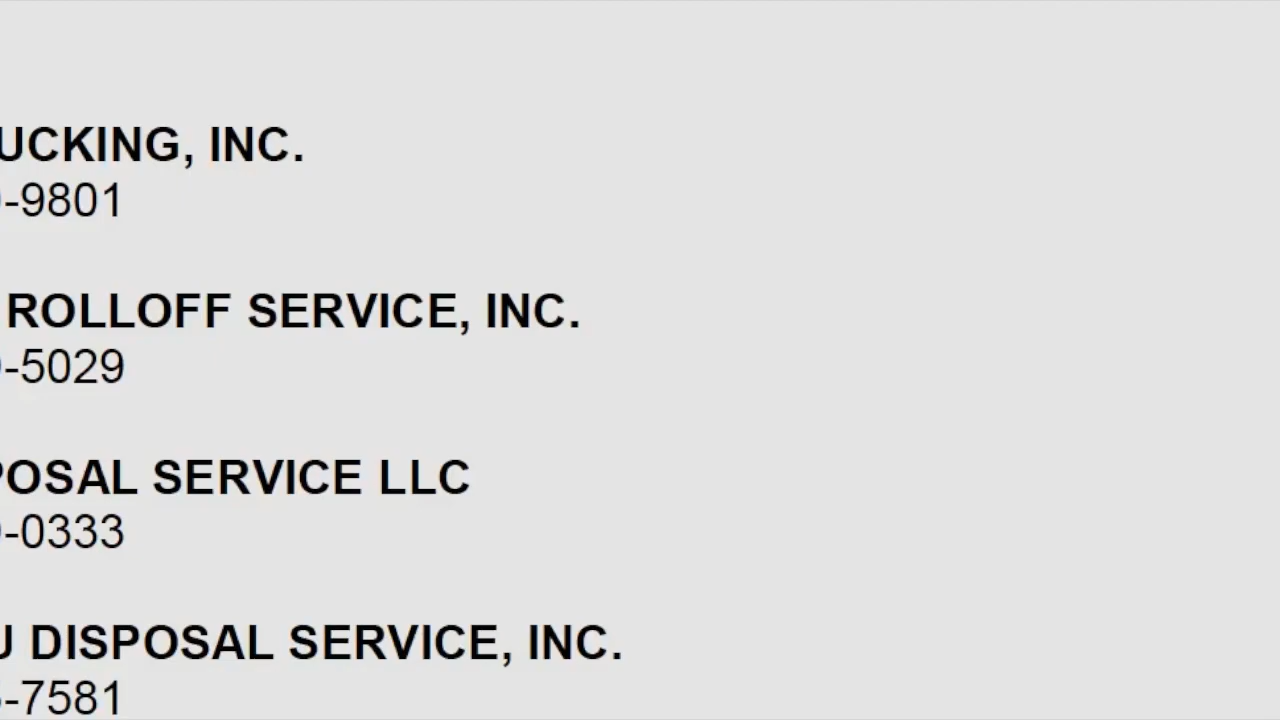 UCKING, INC.
-9801
ROLLOFF SERVICE, INC.
-5029
POSAL SERVICE LLC
-0333
DISPOSAL SERVICE, INC.
-7581